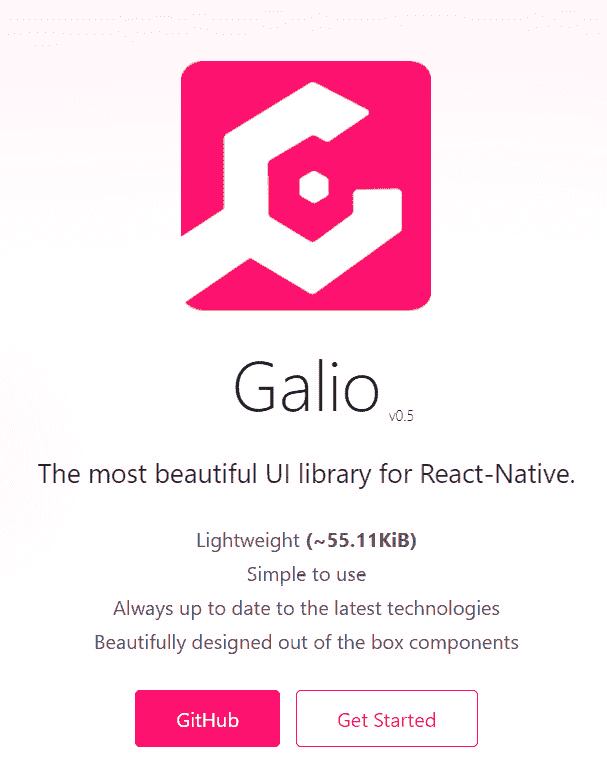 Galio v0.5
The most beautiful UI library for React-Native.
Lightweight (~55.11KiB)
Simple to use
Always up to date to the latest technologies
Beautifully designed out of the box components
GitHub Get Started